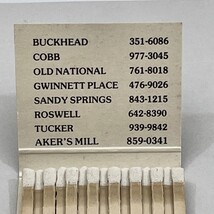 BUCKHEAD 351-6086
COBB 977-3045
OLD NATIONAL 761-8018
GWINNETT PLACE 476-9026
SANDY SPRINGS 843-1215
ROSWELL 642-8390
TUCKER 939-9842
AKER'S MILL 859-0341